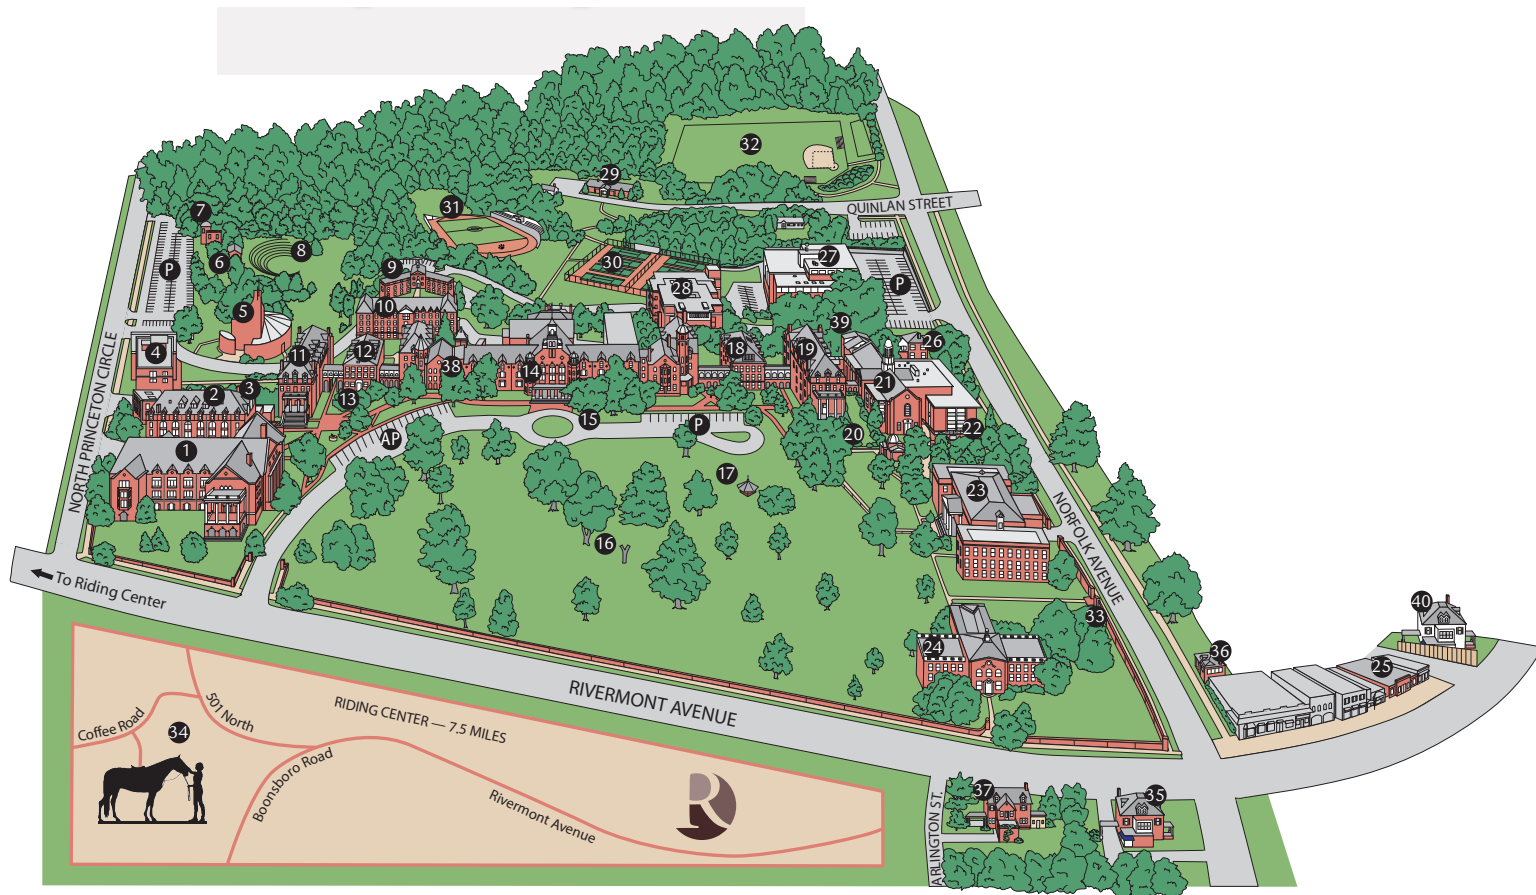 32
29
31
QUINLAN STREET
7
6
8
P
9
30
28
27
P
5
10
39
26
4
11
12
38
14
18
19
21
NORTH PRINCETON CIRCLE
2
3
13
15
P
AP
20
22
1
17
23
16
NORFOLK AVENUE
To Riding Center
33
24
40
36
25
RIVERMONT AVENUE
501 North
RIDING CENTER — 7.5 MILES
Coffee Road
34
Boonsboro Road
Rivermont Avenue
R
37
35
ARLINGTON ST.